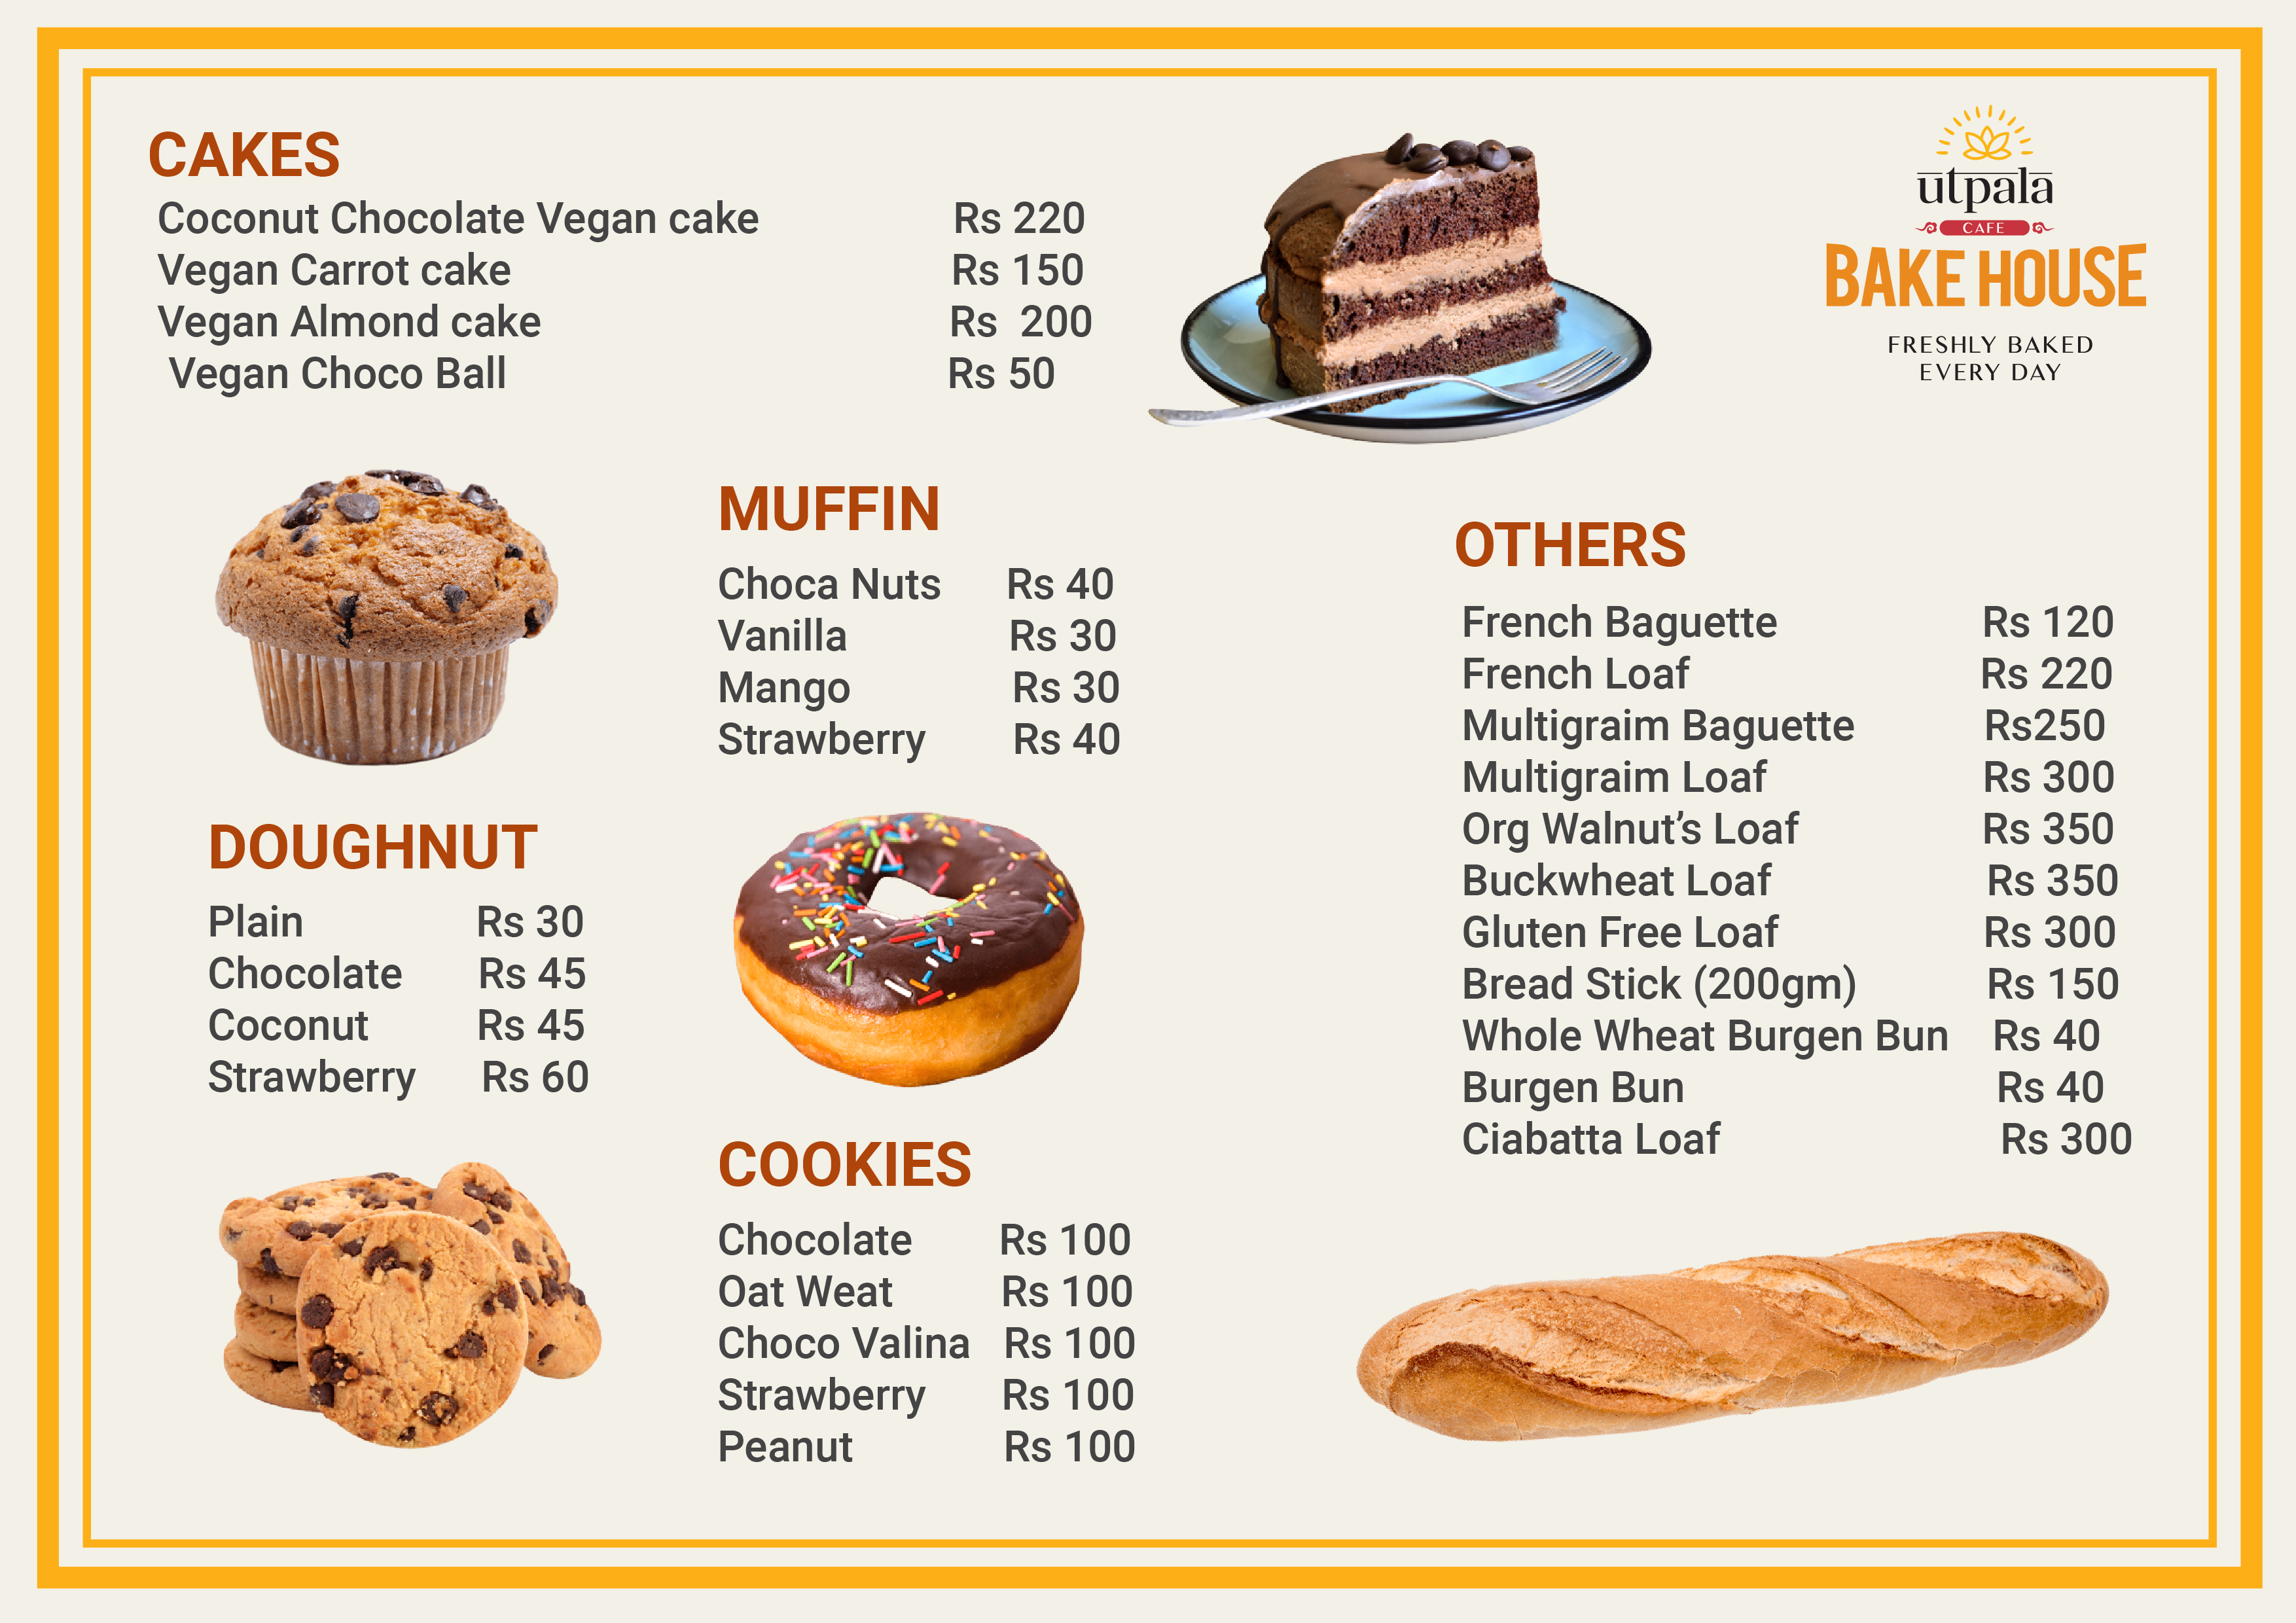 CAKES
Coconut Chocolate Vegan cake Rs 220
Vegan Carrot cake Rs 150
Vegan Almond cake Rs 200
Vegan Choco Ball Rs 50
utpala
CAFE
BAKE HOUSE
FRESHLY BAKED
EVERY DAY
MUFFIN
Choca Nuts Rs 40
Vanilla Rs 30
Mango Rs 30
Strawberry Rs 40
DOUGHNUT
Plain Rs 30
Chocolate Rs 45
Coconut Rs 45
Strawberry Rs 60
COOKIES
Chocolate Rs 100
Oat Weat Rs 100
Choco Valina Rs 100
Strawberry Rs 100
Peanut Rs 100
OTHERS
French Baguette Rs 120
French Loaf Rs 220
Multigraim Baguette Rs250
Multigraim Loaf Rs 300
Org Walnut’s Loaf Rs 350
Buckwheat Loaf Rs 350
Gluten Free Loaf Rs 300
Bread Stick (200gm) Rs 150
Whole Wheat Burgen Bun Rs 40
Burgen Bun Rs 40
Ciabatta Loaf Rs 300